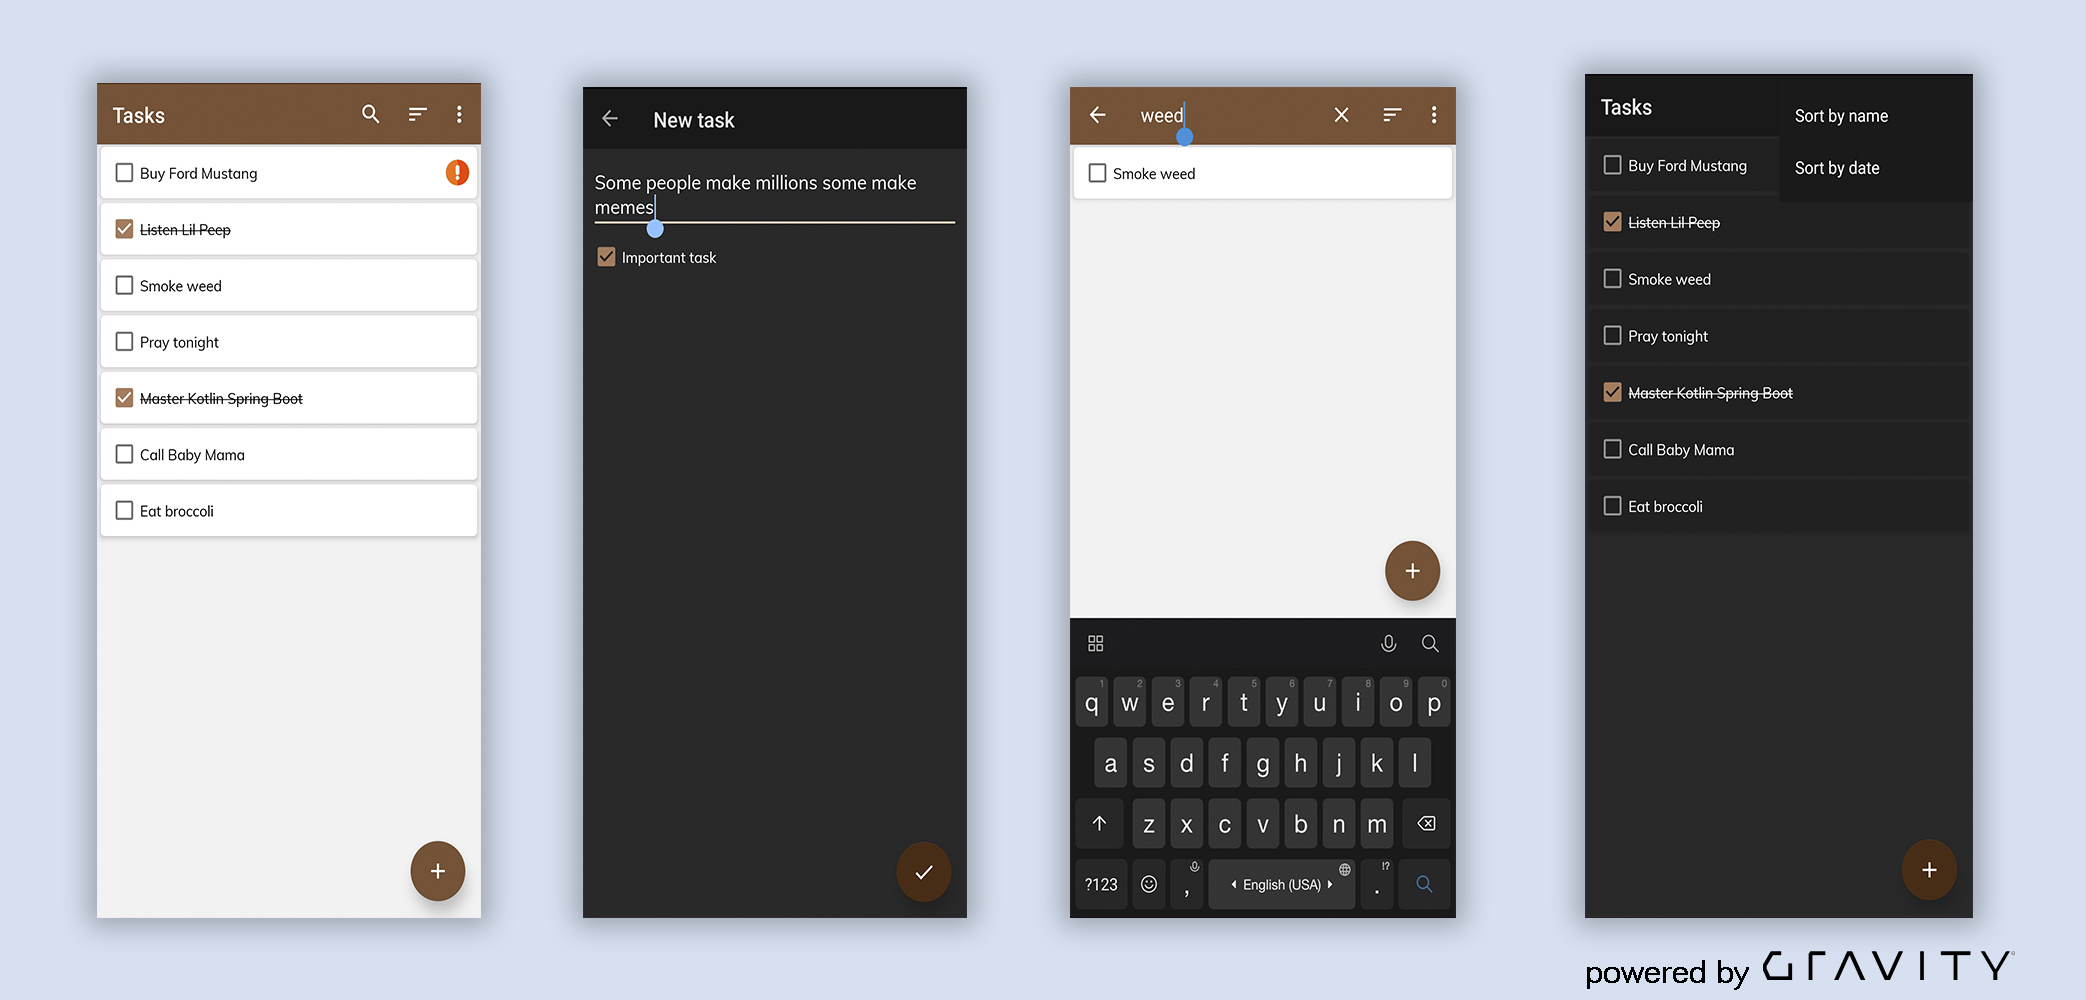 Tasks
Buy Ford Mustang
Listen Lil Peep
Smoke weed
Pray tonight
Master Kotlin Spring Boot
Call Baby Mama
Eat broccoli
New task
Some people make millions some make
memes
Important task
weed
Smoke weed
1 2 3 4 5 6 7 8 9 0
q w e r t y u i o p
a s d f g h j k l
z x c v b n m
?123 , English (USA) !? .
Tasks
Sort by name
Sort by date
Buy Ford Mustang
Listen Lil Peep
Smoke weed
Pray tonight
Master Kotlin Spring Boot
Call Baby Mama
Eat broccoli
powered by GRAVITY